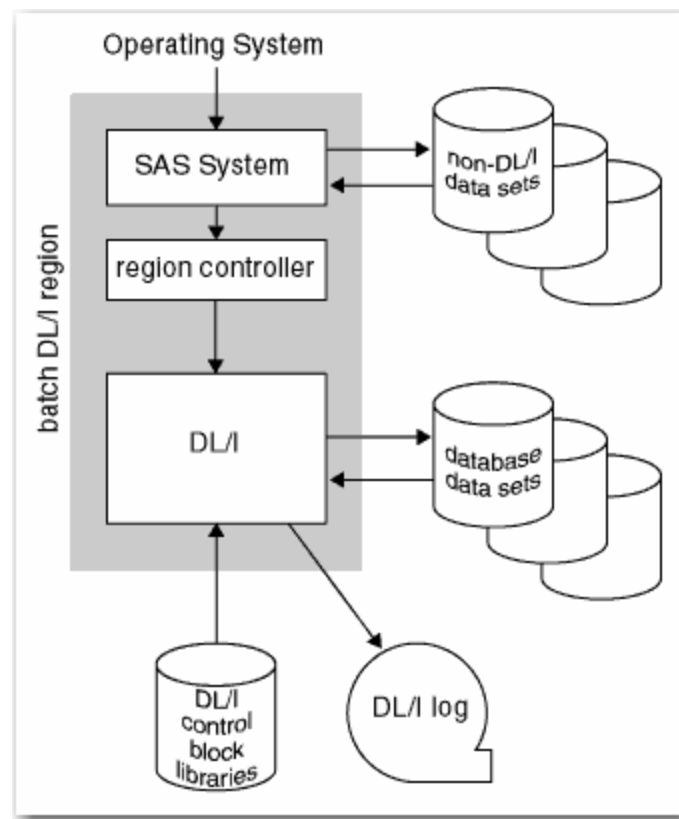 Operating System
SAS System
non-DL/I
data sets
region controller
batch DL/I region
DL/I
database
data sets
DL/I
control
block
libraries
DL/I log